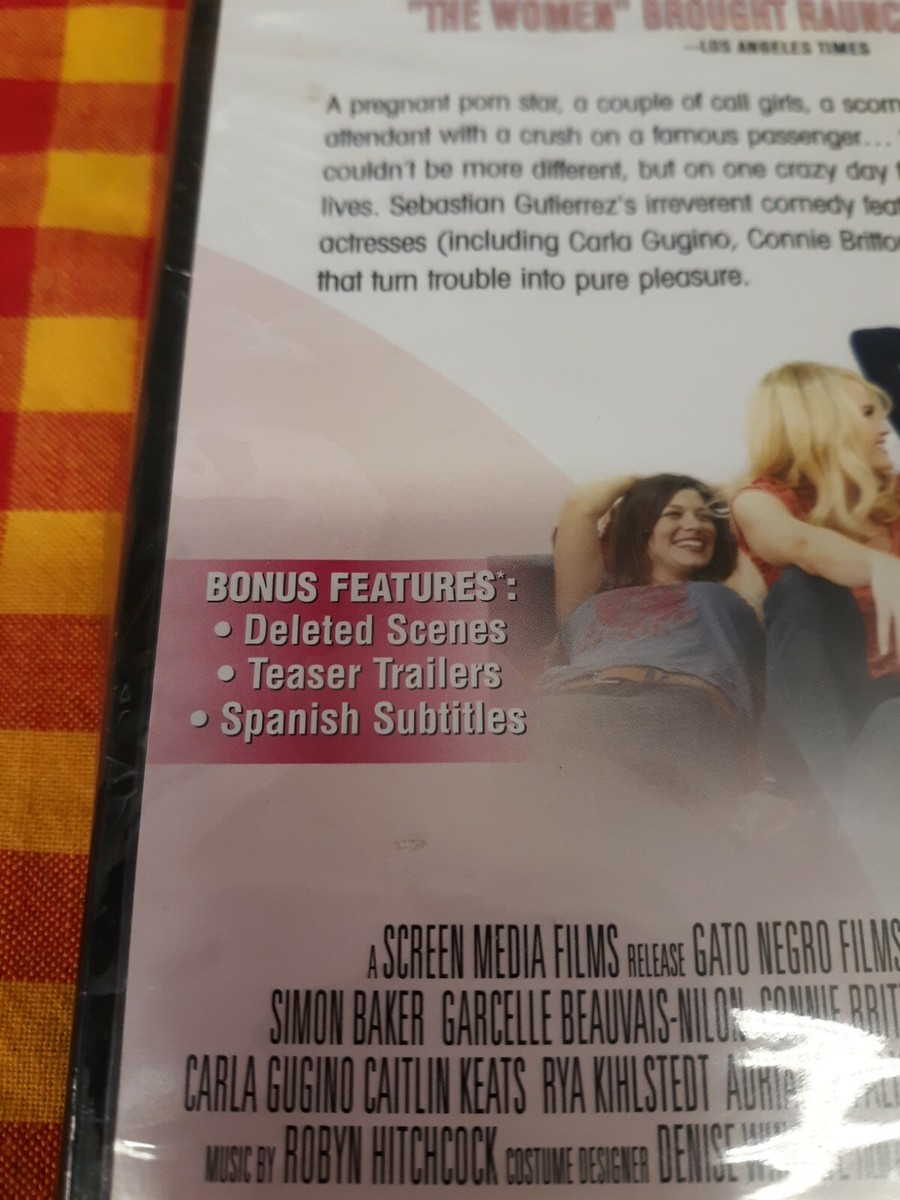 "THE WOMEN" BROUGHT RAUNC
—LOS ANGELES TIMES
A pregnant porn star, a couple of call girls, a scorn
attendant with a crush on a famous passenger...
couldn't be more different, but on one crazy day
lives. Sebastian Gutierrez's irreverent comedy feat
actresses (including Carla Gugino, Connie Britto
that turn trouble into pure pleasure.
BONUS FEATURES*:
• Deleted Scenes
• Teaser Trailers
• Spanish Subtitles
A SCREEN MEDIA FILMS RELEASE GATO NEGRO FILMS
SIMON BAKER GARCELLE BEAUVAIS-NILON CONNIE BRIT
CARLA GUGINO CAITLIN KEATS RYA KIHLSTEDT
MUSIC BY ROBYN HITCHCOCK COSTUME DESIGNER DENISE